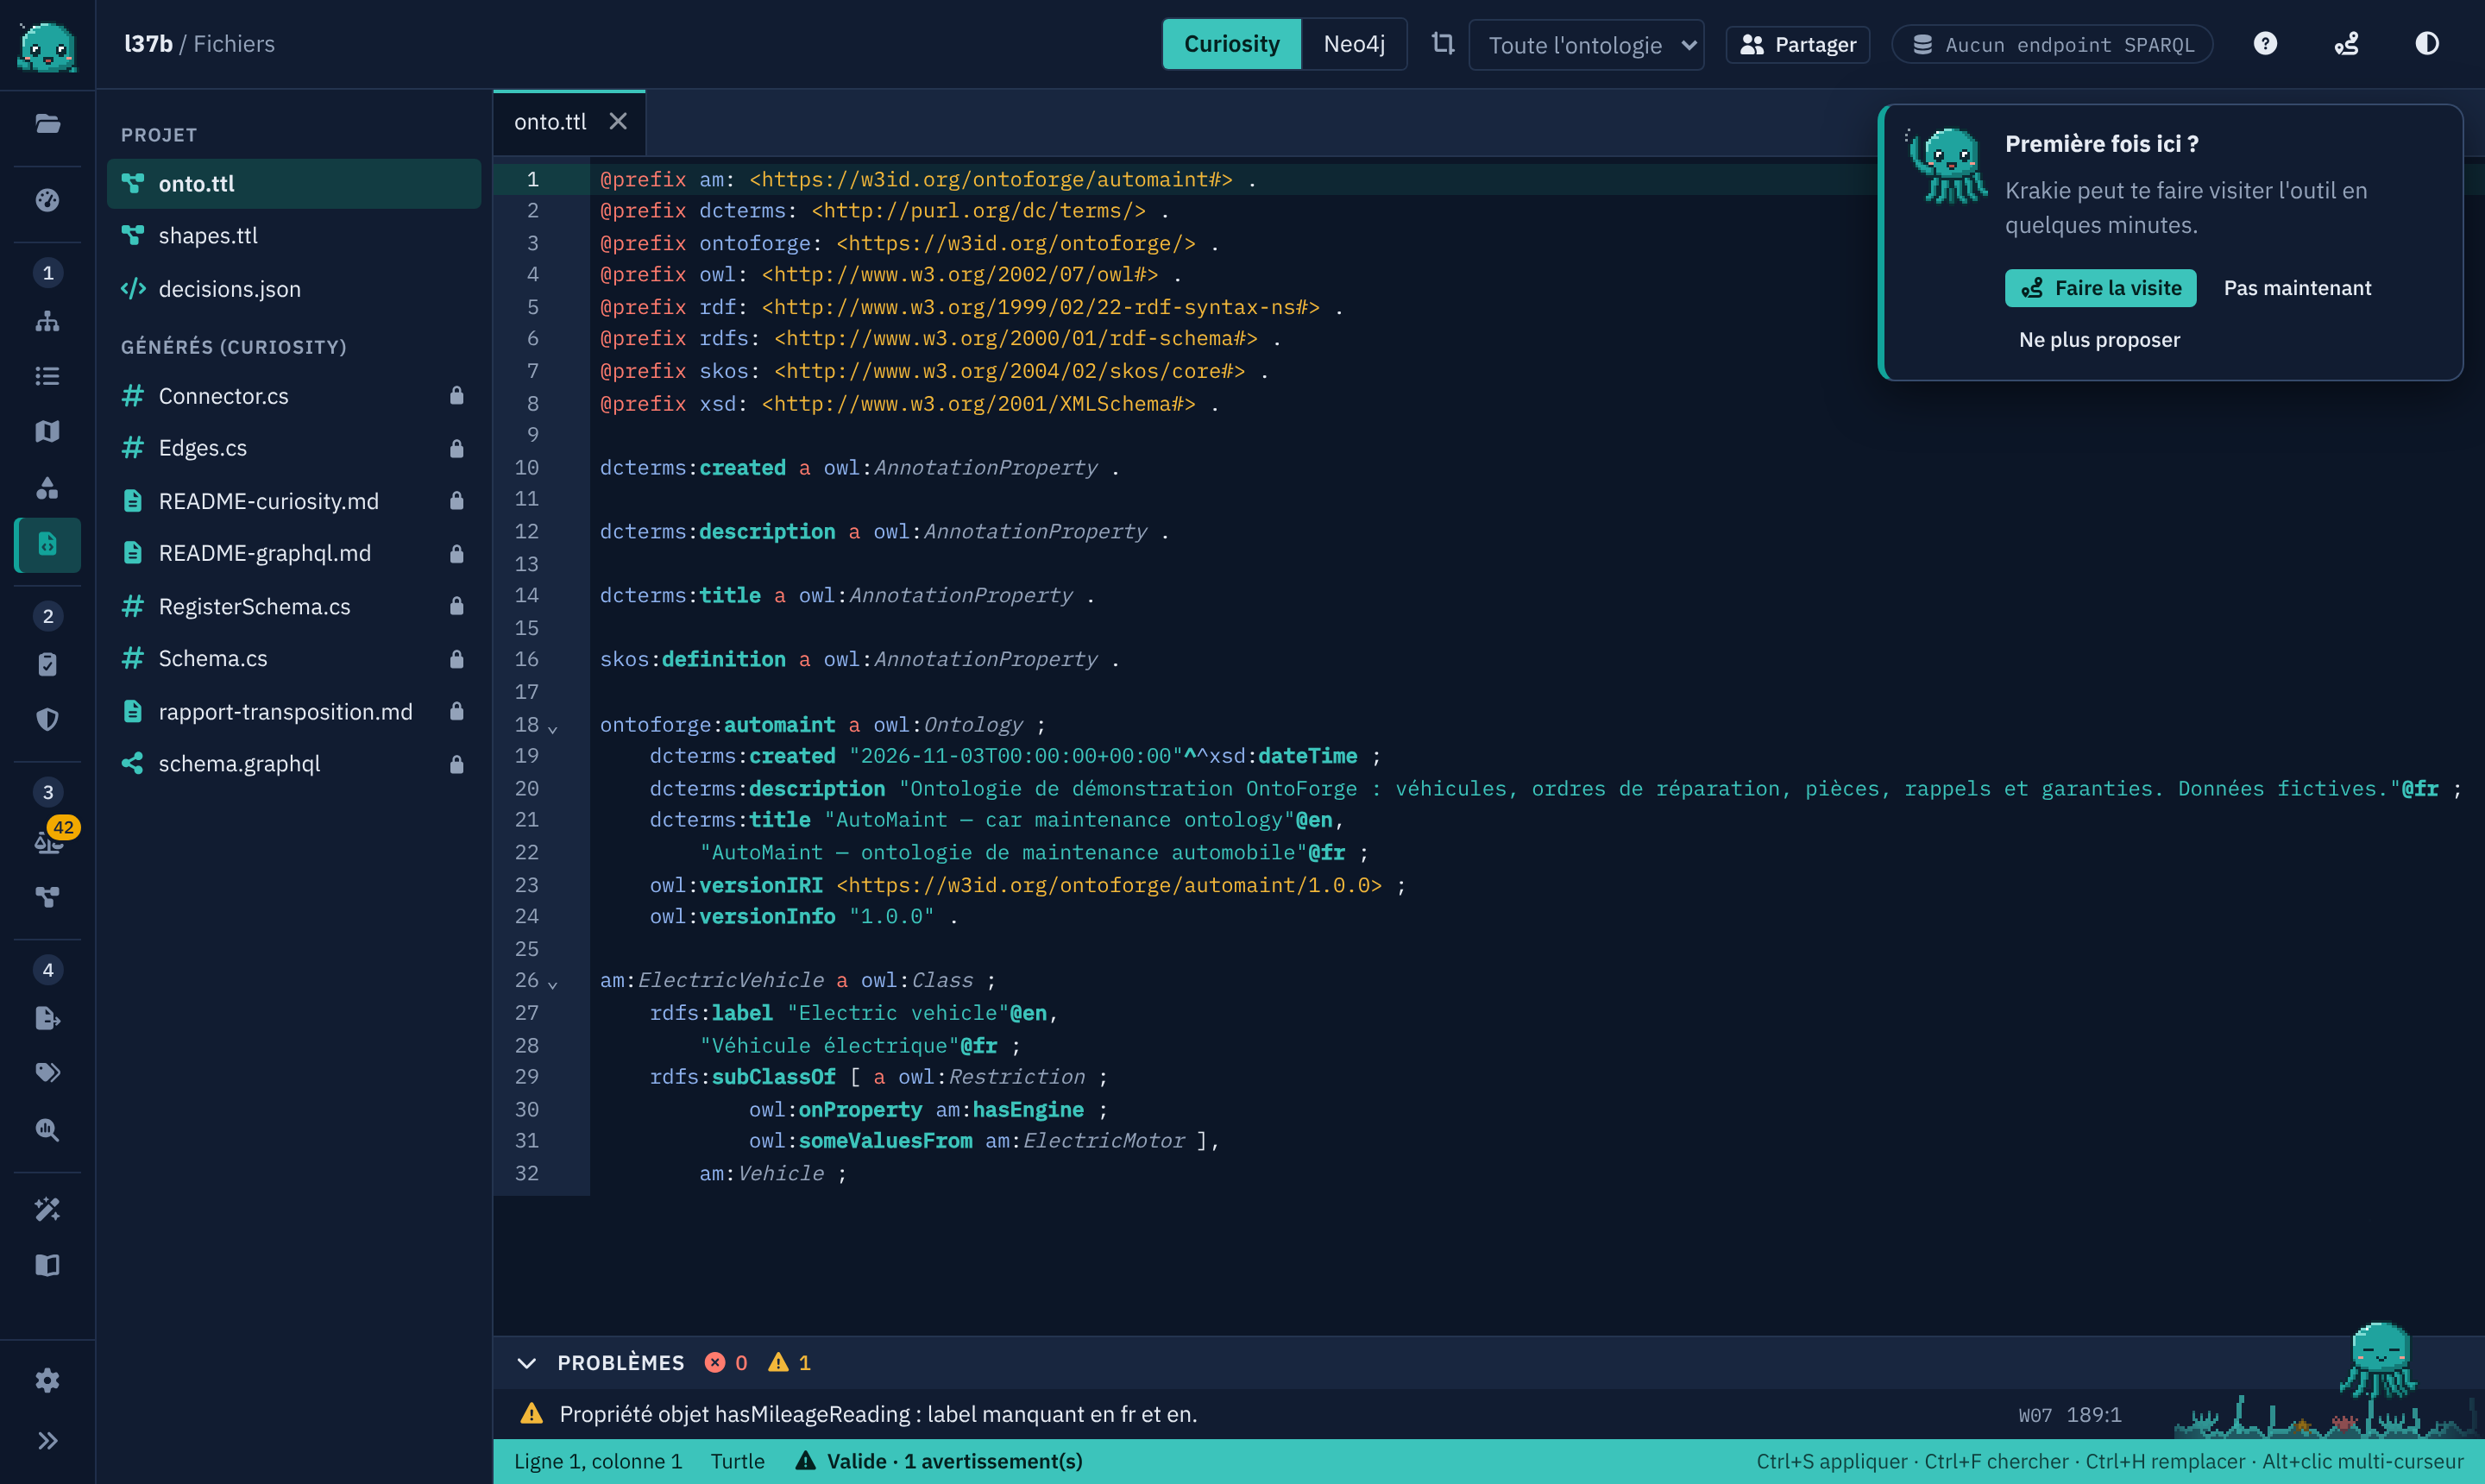 l37b / Fichiers
Curiosity
Neo4j
Toute l'ontologie
Partager
Aucun endpoint SPARQL
1
2
3
42
4
PROJET
onto.ttl
shapes.ttl
decisions.json
GÉNÉRÉS (CURIOSITY)
Connector.cs
Edges.cs
README-curiosity.md
README-graphql.md
RegisterSchema.cs
Schema.cs
rapport-transposition.md
schema.graphql
onto.ttl
Première fois ici ?
Krakie peut te faire visiter l'outil en
quelques minutes.
Faire la visite
Pas maintenant
Ne plus proposer
1 @prefix am: <https://w3id.org/ontoforge/automaint#> .
2 @prefix dcterms: <http://purl.org/dc/terms/> .
3 @prefix ontoforge: <https://w3id.org/ontoforge/> .
4 @prefix owl: <http://www.w3.org/2002/07/owl#> .
5 @prefix rdf: <http://www.w3.org/1999/02/22-rdf-syntax-ns#> .
6 @prefix rdfs: <http://www.w3.org/2000/01/rdf-schema#> .
7 @prefix skos: <http://www.w3.org/2004/02/skos/core#> .
8 @prefix xsd: <http://www.w3.org/2001/XMLSchema#> .
9
10 dcterms:created a owl:AnnotationProperty .
11
12 dcterms:description a owl:AnnotationProperty .
13
14 dcterms:title a owl:AnnotationProperty .
15
16 skos:definition a owl:AnnotationProperty .
17
18 ontoforge:automaint a owl:Ontology ;
19 dcterms:created "2026-11-03T00:00:00+00:00"^^xsd:dateTime ;
20 dcterms:description "Ontologie de démonstration OntoForge : véhicules, ordres de réparation, pièces, rappels et garanties. Données fictives."@fr ;
21 dcterms:title "AutoMaint — car maintenance ontology"@en,
22 "AutoMaint — ontologie de maintenance automobile"@fr ;
23 owl:versionIRI <https://w3id.org/ontoforge/automaint/1.0.0> ;
24 owl:versionInfo "1.0.0" .
25
26 am:ElectricVehicle a owl:Class ;
27 rdfs:label "Electric vehicle"@en,
28 "Véhicule électrique"@fr ;
29 rdfs:subClassOf [ a owl:Restriction ;
30 owl:onProperty am:hasEngine ;
31 owl:someValuesFrom am:ElectricMotor ],
32 am:Vehicle ;
PROBLÈMES 0 1
Propriété objet hasMileageReading : label manquant en fr et en.
W07 189:1
Ligne 1, colonne 1
Turtle
Valide · 1 avertissement(s)
Ctrl+S appliquer · Ctrl+F chercher · Ctrl+H remplacer · Alt+clic multi-curseur